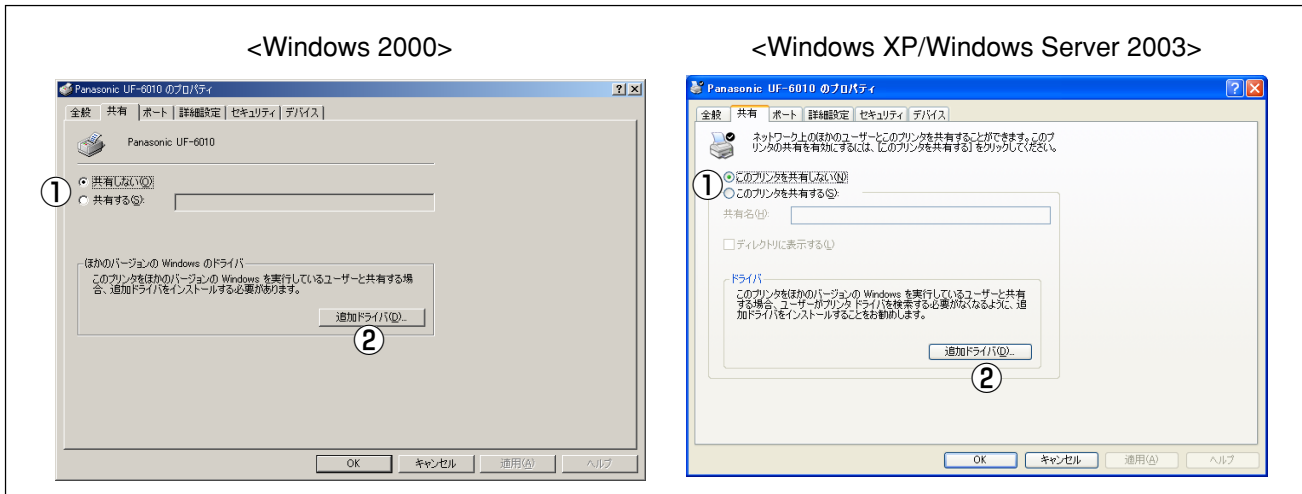 <Windows 2000>
Panasonic UF-6010 のプロパティ
全般 共有 ポート 詳細設定 セキュリティ デバイス
Panasonic UF-6010
①
共有しない(O)
共有する(S):
ほかのバージョンの Windows のドライバ
このプリンタをほかのバージョンの Windows を実行しているユーザーと共有する場
合、追加ドライバをインストールする必要があります。
追加ドライバ(D)...
②
OK キャンセル 適用(A) ヘルプ
<Windows XP/Windows Server 2003>
Panasonic UF-6010 のプロパティ
全般 共有 ポート 詳細設定 セキュリティ デバイス
ネットワーク上のほかのユーザーとこのプリンタを共有することができます。このプ
リンタの共有を有効にするには、[このプリンタを共有する] をクリックしてください。
①
このプリンタを共有しない(N)
このプリンタを共有する(S):
共有名(H):
ディレクトリに表示する(L)
ドライバ
このプリンタをほかのバージョンの Windows を実行しているユーザーと共有
する場合、ユーザーがプリンタ ドライバを検索する必要がなくなるように、追
加ドライバをインストールすることをお勧めします。
追加ドライバ(D)...
②
OK キャンセル 適用(A) ヘルプ